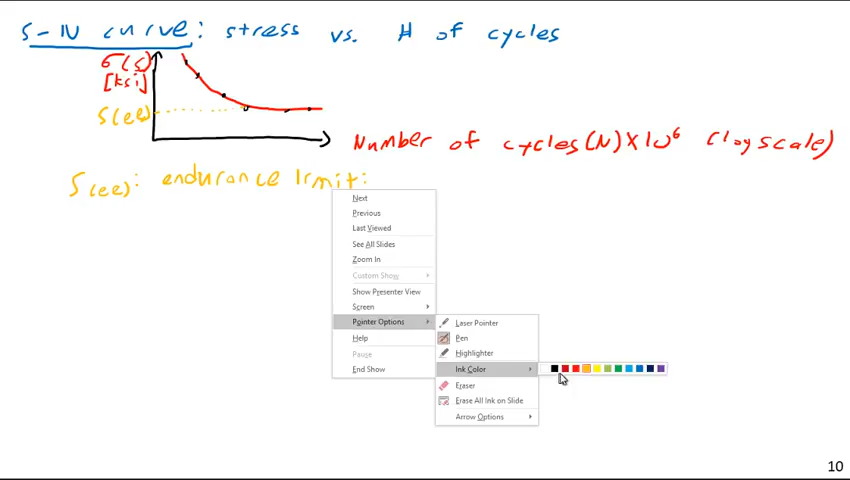 S-N curve: stress vs. # of cycles
σ(s)
[ksi]
S(ee)
Number of cycles(N)X10⁶ (log scale)
S(ee): endurance limit:
Next
Previous
Last Viewed
See All Slides
Zoom In
Custom Show
Show Presenter View
Screen
Pointer Options
Help
Pause
End Show
Laser Pointer
Pen
Highlighter
Ink Color
Eraser
Erase All Ink on Slide
Arrow Options
10